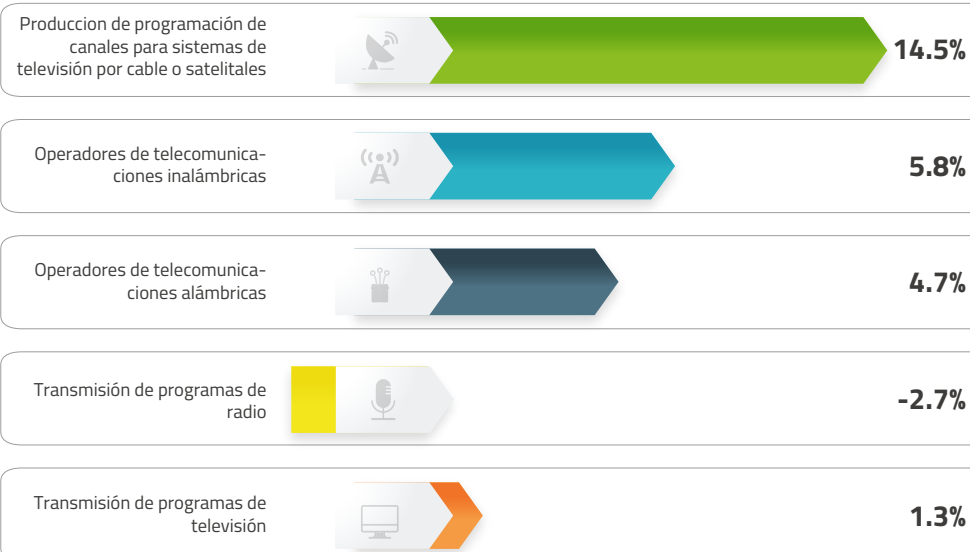 Produccion de programación de
canales para sistemas de
televisión por cable o satelitales
14.5%
Operadores de telecomunica-
ciones inalámbricas
5.8%
Operadores de telecomunica-
ciones alámbricas
4.7%
Transmisión de programas de
radio
-2.7%
Transmisión de programas de
televisión
1.3%